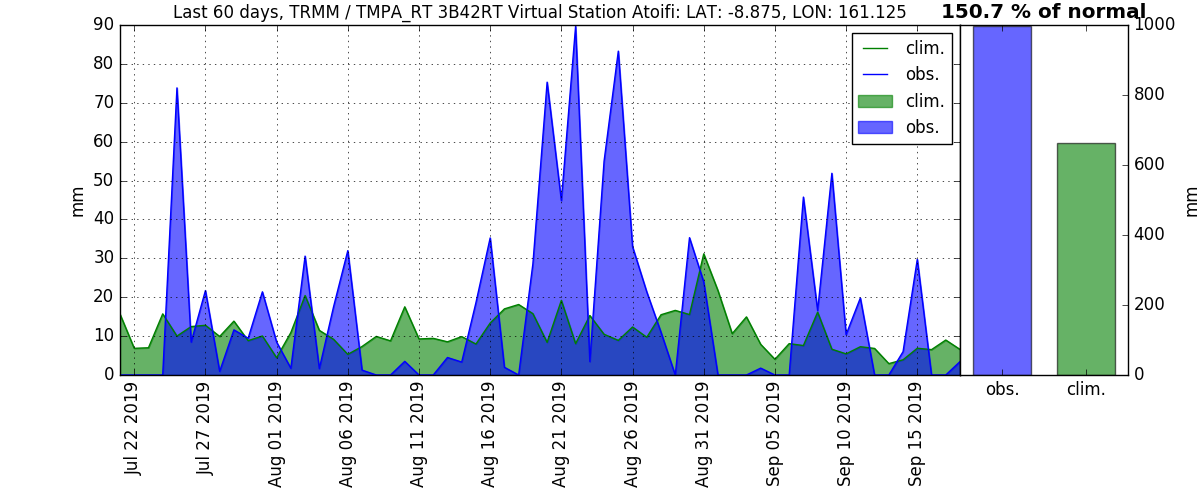 Last 60 days, TRMM / TMPA_RT 3B42RT Virtual Station Atoifi: LAT: -8.875, LON: 161.125
150.7 % of normal
90
80
70
60
50
40
30
20
10
0
mm
clim.
obs.
clim.
obs.
1000
800
600
400
200
0
mm
Jul 22 2019
Jul 27 2019
Aug 01 2019
Aug 06 2019
Aug 11 2019
Aug 16 2019
Aug 21 2019
Aug 26 2019
Aug 31 2019
Sep 05 2019
Sep 10 2019
Sep 15 2019
obs.
clim.